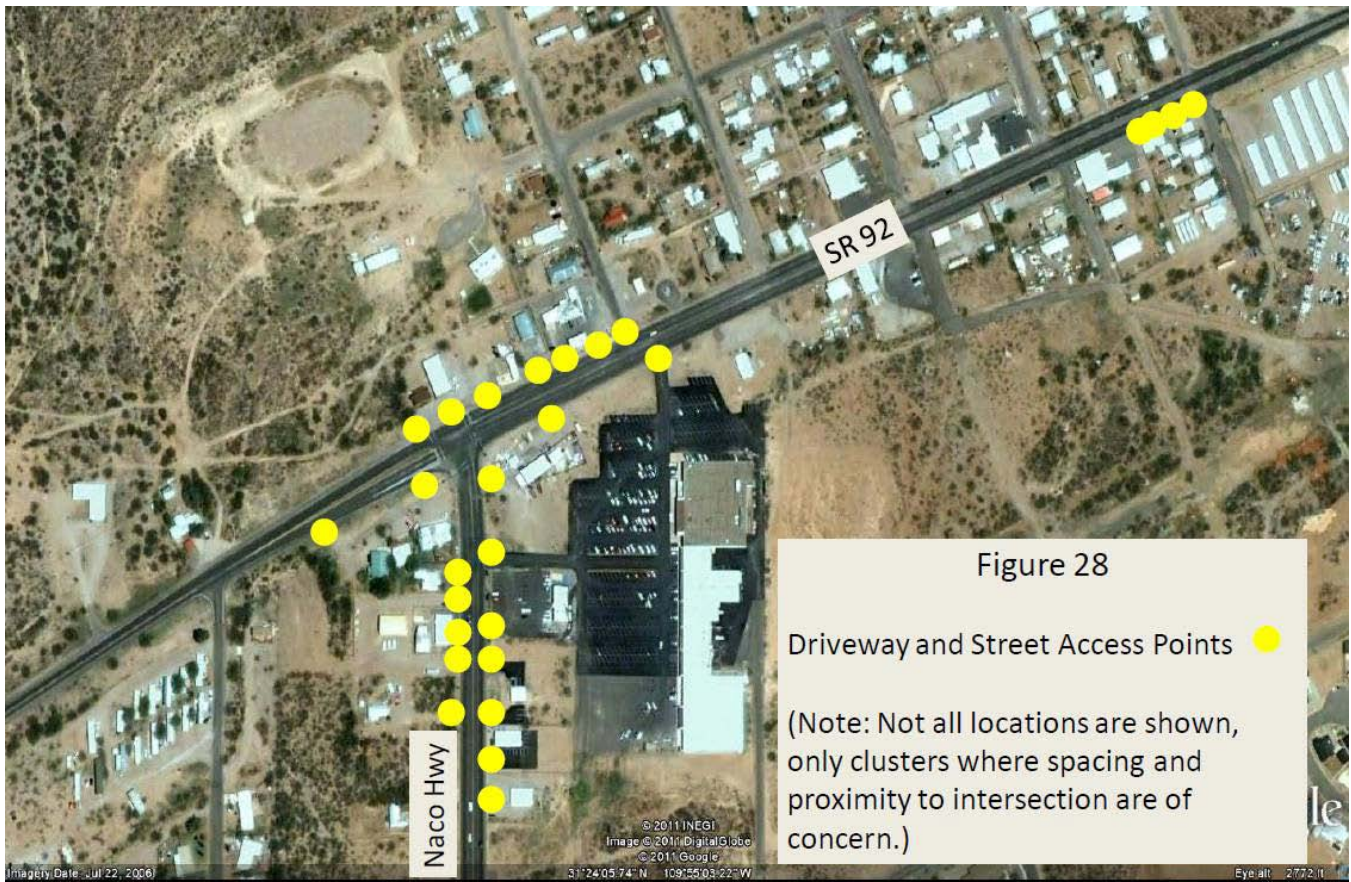 SR 92
Figure 28
Driveway and Street Access Points
(Note: Not all locations are shown,
only clusters where spacing and
proximity to intersection are of
concern.)
Naco Hwy
© 2011 INEGI
Image © 2011 DigitalGlobe
© 2011 Google
Imagery Date: Jul 22, 2006
31°24'05.74" N 109°55'03.22" W
Eye alt 2772 ft